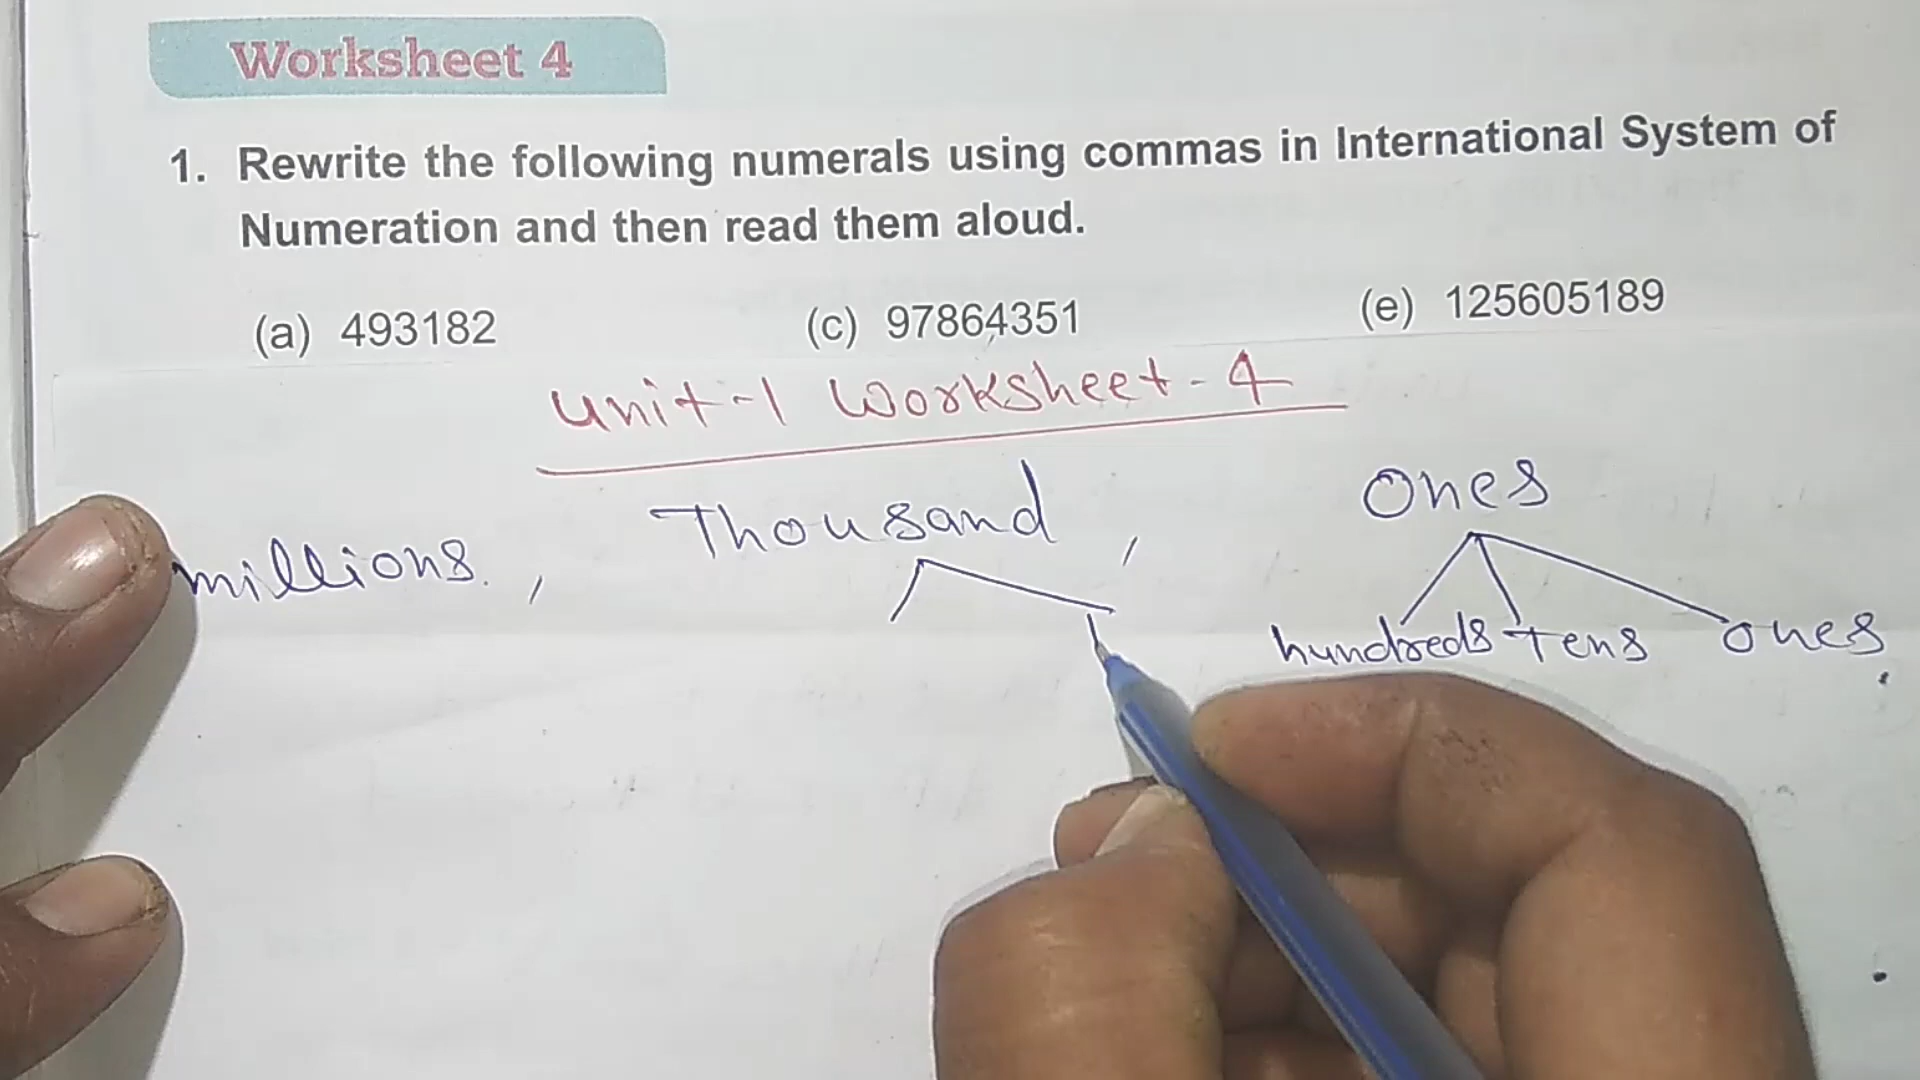 Worksheet 4
1. Rewrite the following numerals using commas in International System of
Numeration and then read them aloud.
(a) 493182 (c) 97864351 (e) 125605189
Unit-1 Worksheet-4
millions, Thousand, Ones
hundreds Tens ones